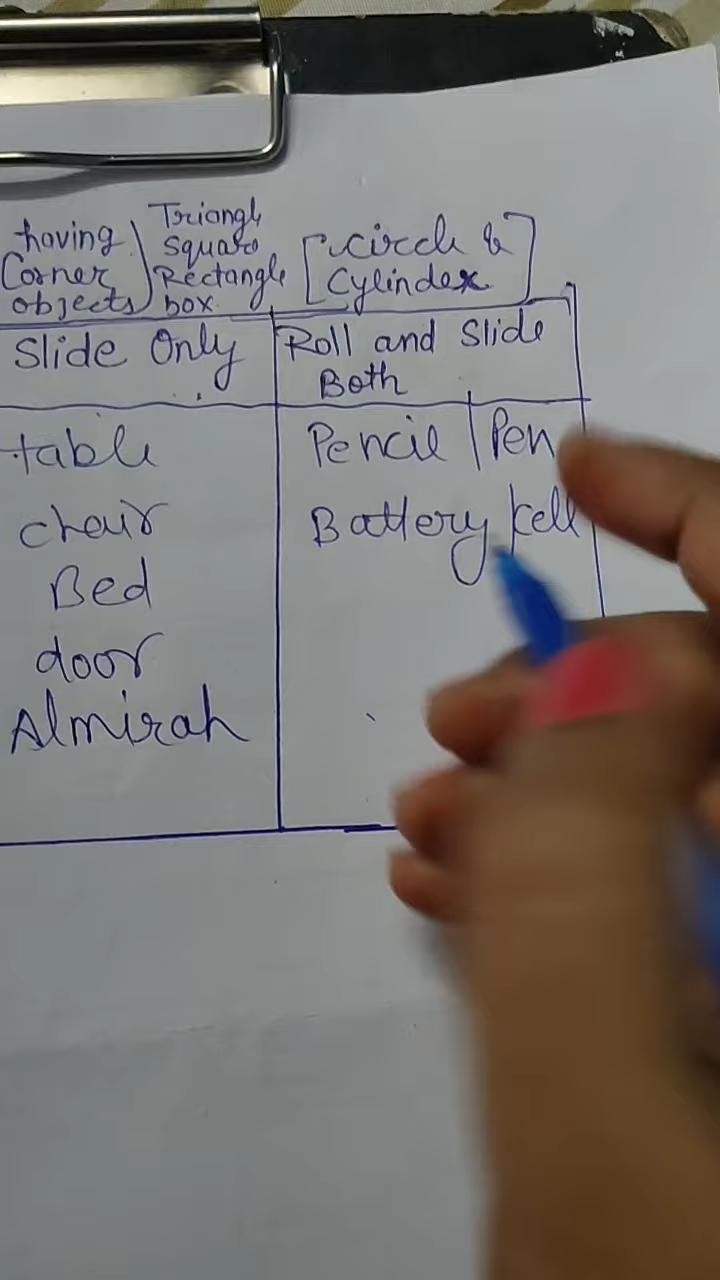 having
Corner
objects
Triangle
Square
Rectangle
box
[circle &
Cylinder]
Slide Only
Roll and Slide
Both
table
Pencil | Pen
chair
Battery | cell
Bed
door
Almirah